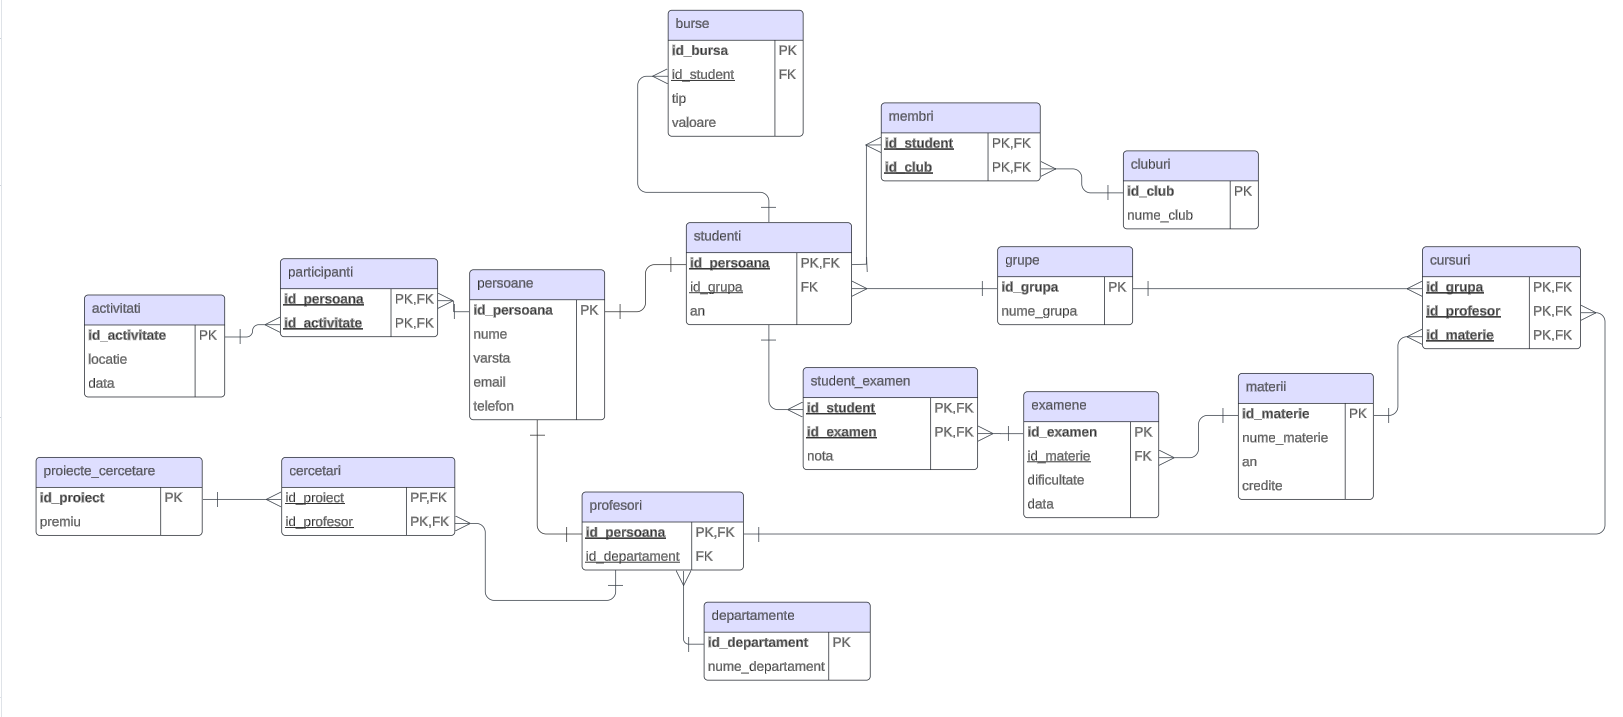 burse
id_bursa PK
id_student FK
tip
valoare
membri
id_student PK,FK
id_club PK,FK
cluburi
id_club PK
nume_club
studenti
id_persoana PK,FK
id_grupa FK
an
grupe
id_grupa PK
nume_grupa
cursuri
id_grupa PK,FK
id_profesor PK,FK
id_materie PK,FK
participanti
id_persoana PK,FK
id_activitate PK,FK
persoane
id_persoana PK
nume
varsta
email
telefon
activitati
id_activitate PK
locatie
data
student_examen
id_student PK,FK
id_examen PK,FK
nota
examene
id_examen PK
id_materie FK
dificultate
data
materii
id_materie PK
nume_materie
an
credite
proiecte_cercetare
id_proiect PK
premiu
cercetari
id_proiect PF,FK
id_profesor PK,FK
profesori
id_persoana PK,FK
id_departament FK
departamente
id_departament PK
nume_departament